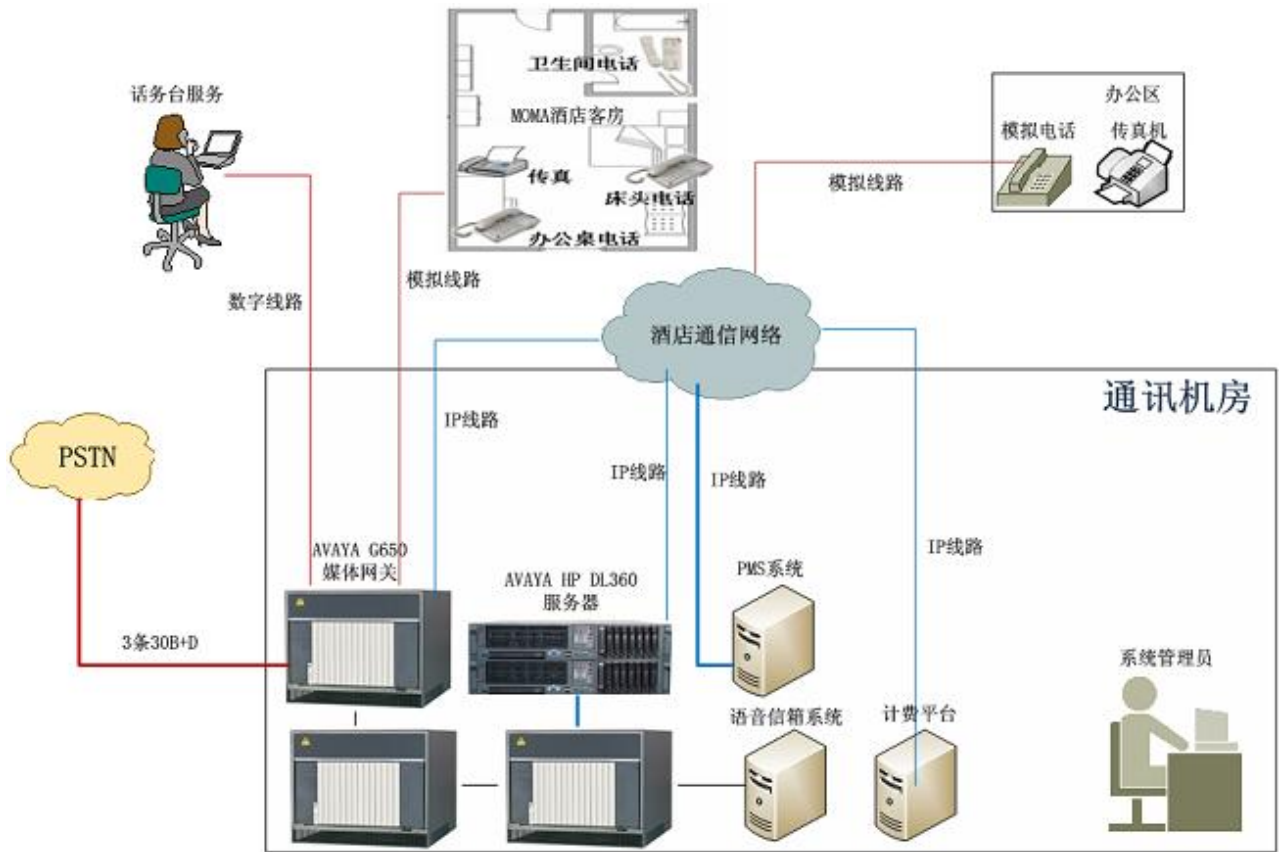 话务台服务
卫生间电话
MOMA酒店客房
传真
床头电话
办公桌电话
办公区
模拟电话
传真机
模拟线路
数字线路
模拟线路
酒店通信网络
通讯机房
PSTN
IP线路
IP线路
IP线路
IP线路
AVAYA G650
媒体网关
AVAYA HP DL360
服务器
PMS系统
3条30B+D
语音信箱系统
计费平台
系统管理员